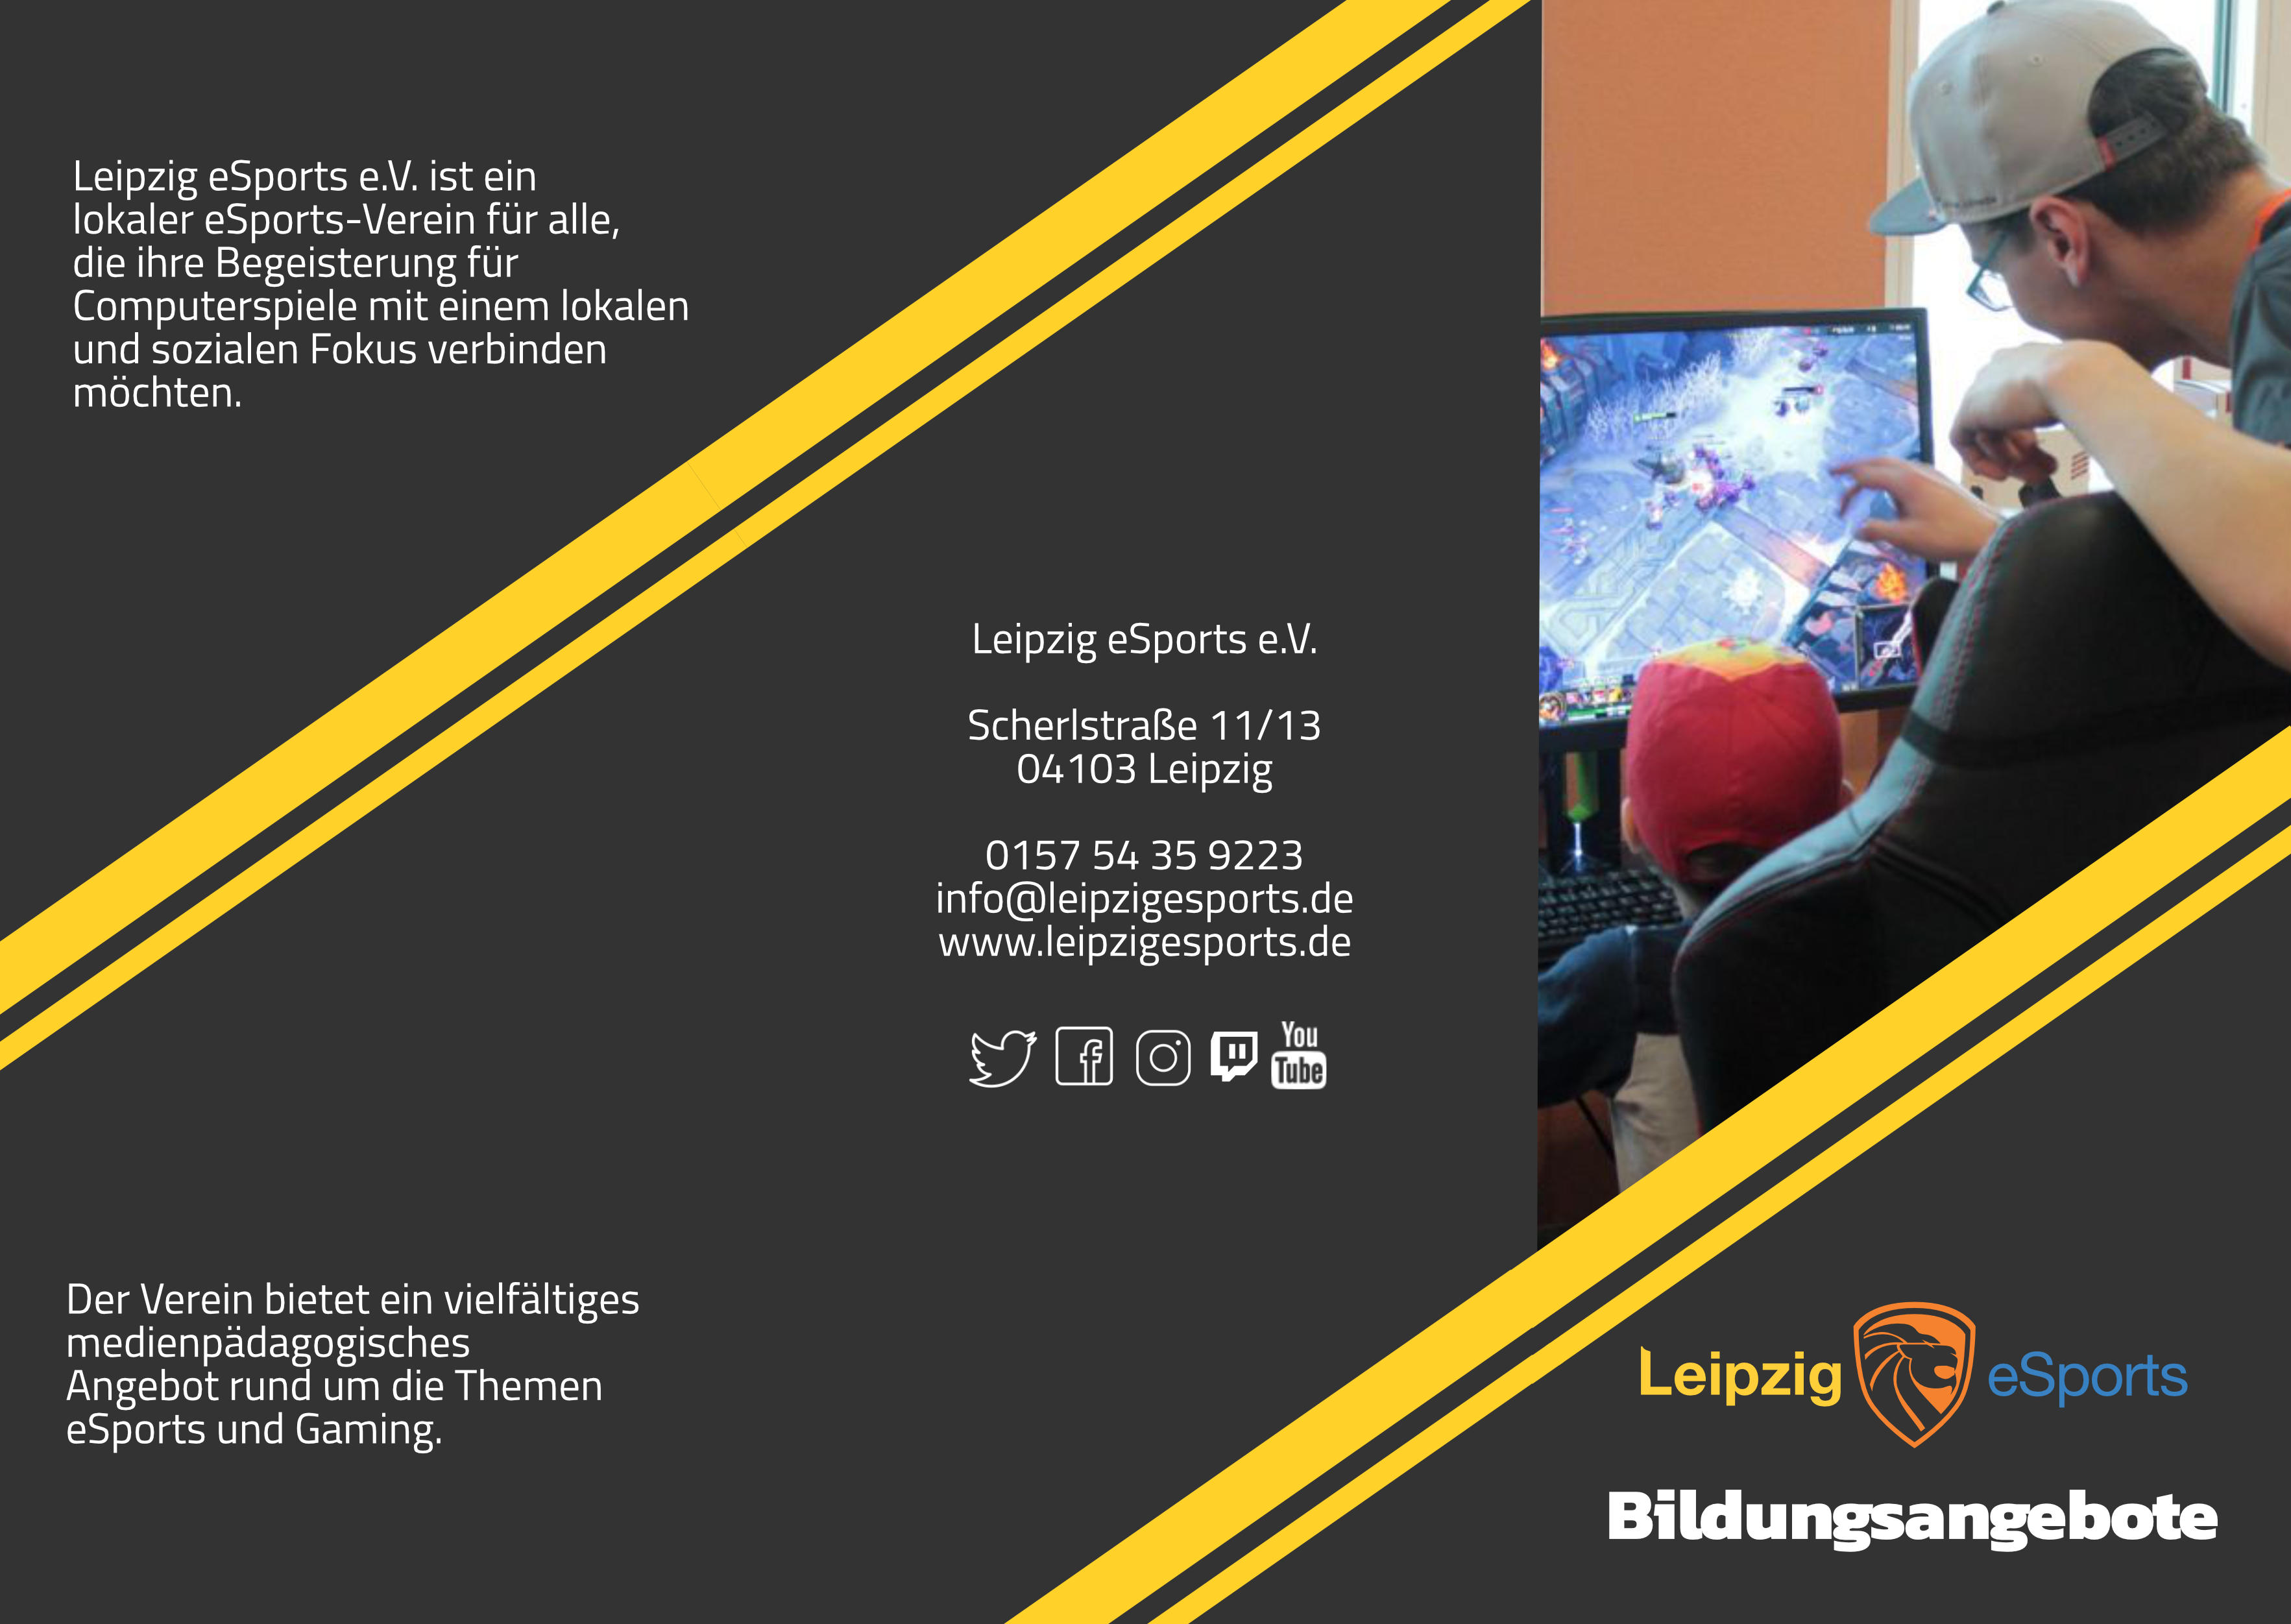 Leipzig eSports e.V. ist ein
lokaler eSports-Verein für alle,
die ihre Begeisterung für
Computerspiele mit einem lokalen
und sozialen Fokus verbinden
möchten.
Der Verein bietet ein vielfältiges
medienpädagogisches
Angebot rund um die Themen
eSports und Gaming.
Leipzig eSports e.V.
Scherlstraße 11/13
04103 Leipzig
0157 54 35 9223
info@leipzigesports.de
www.leipzigesports.de
You
Tube
Leipzig eSports
Bildungsangebote